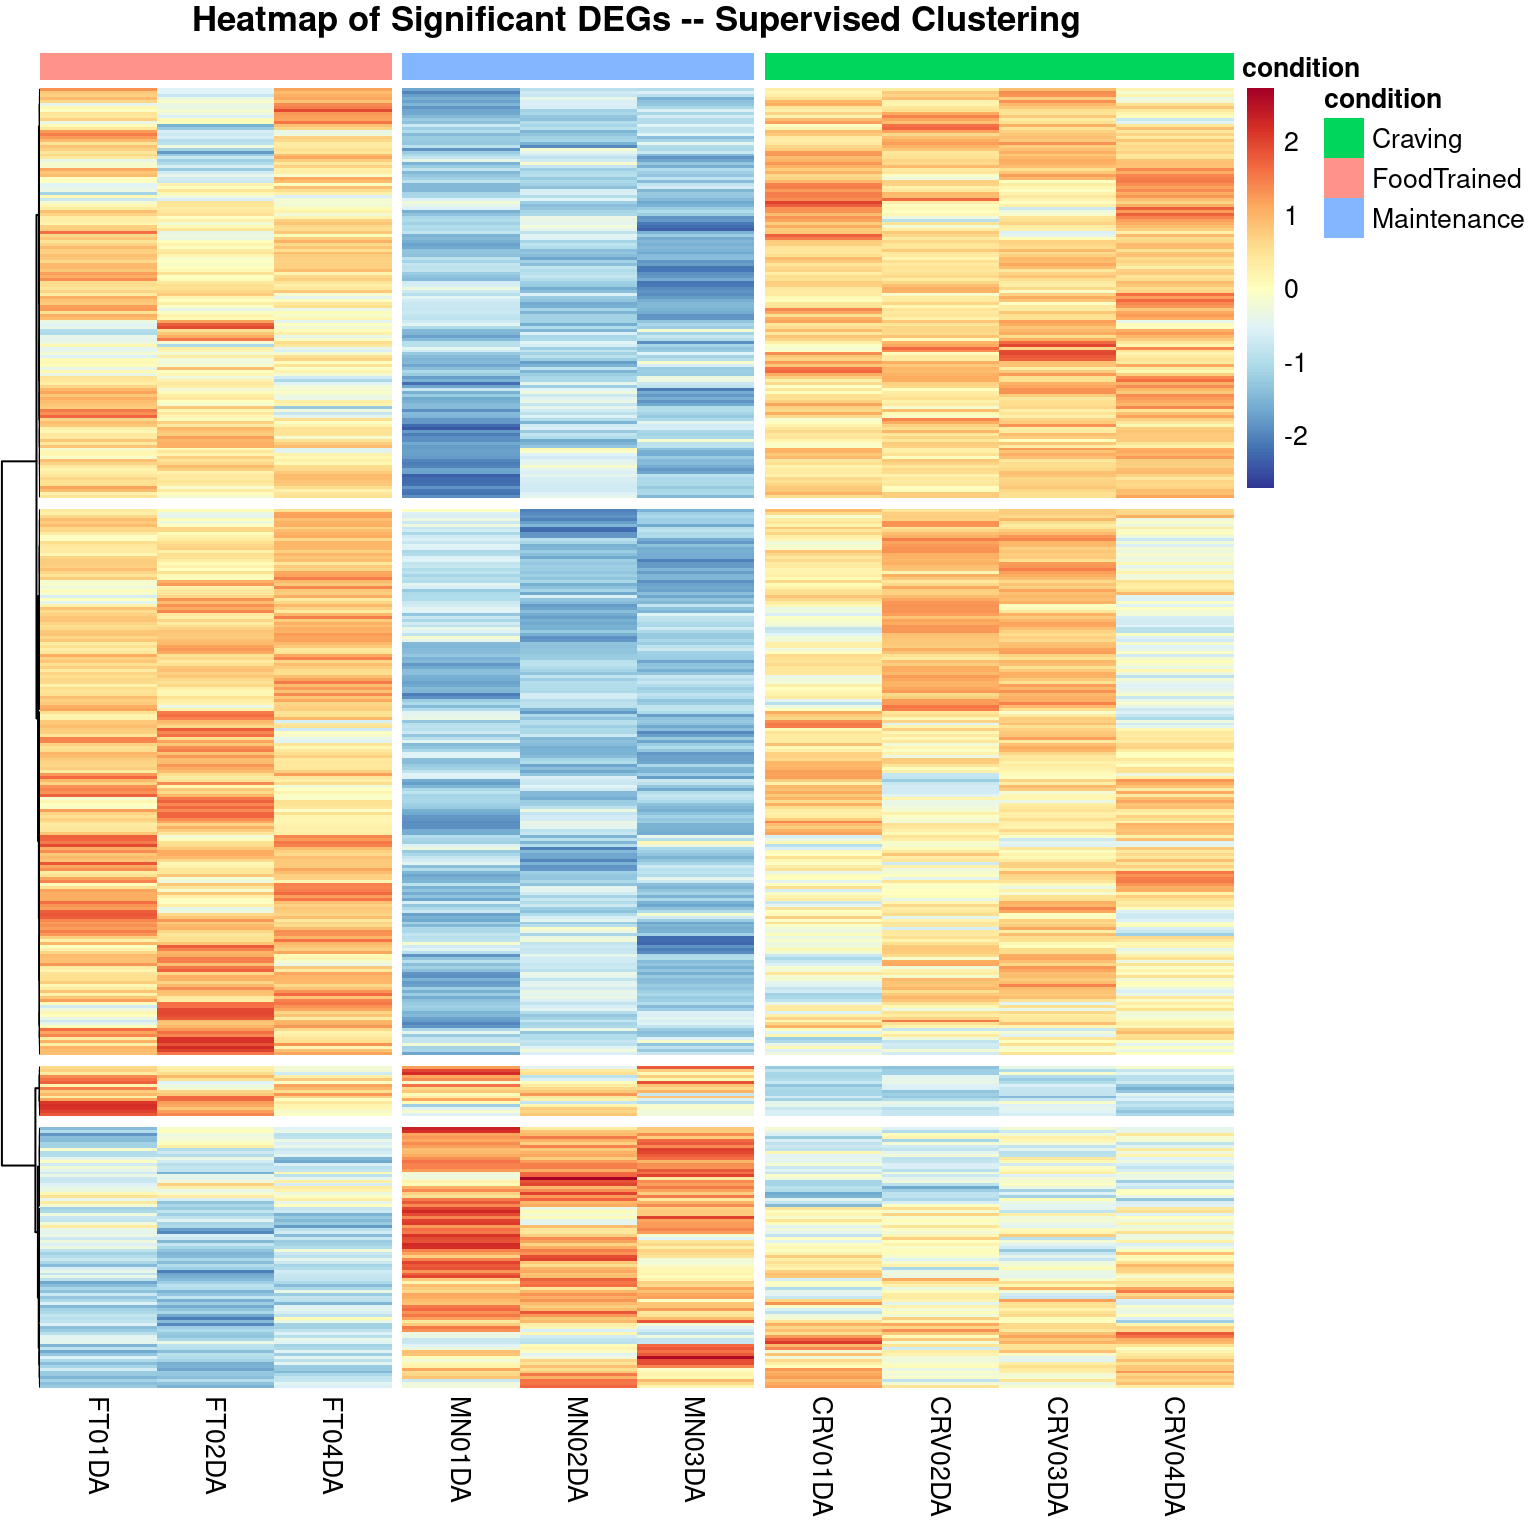 Heatmap of Significant DEGs -- Supervised Clustering
condition
condition
Craving
FoodTrained
Maintenance
2
1
0
-1
-2
FT01DA
FT02DA
FT04DA
MN01DA
MN02DA
MN03DA
CRV01DA
CRV02DA
CRV03DA
CRV04DA